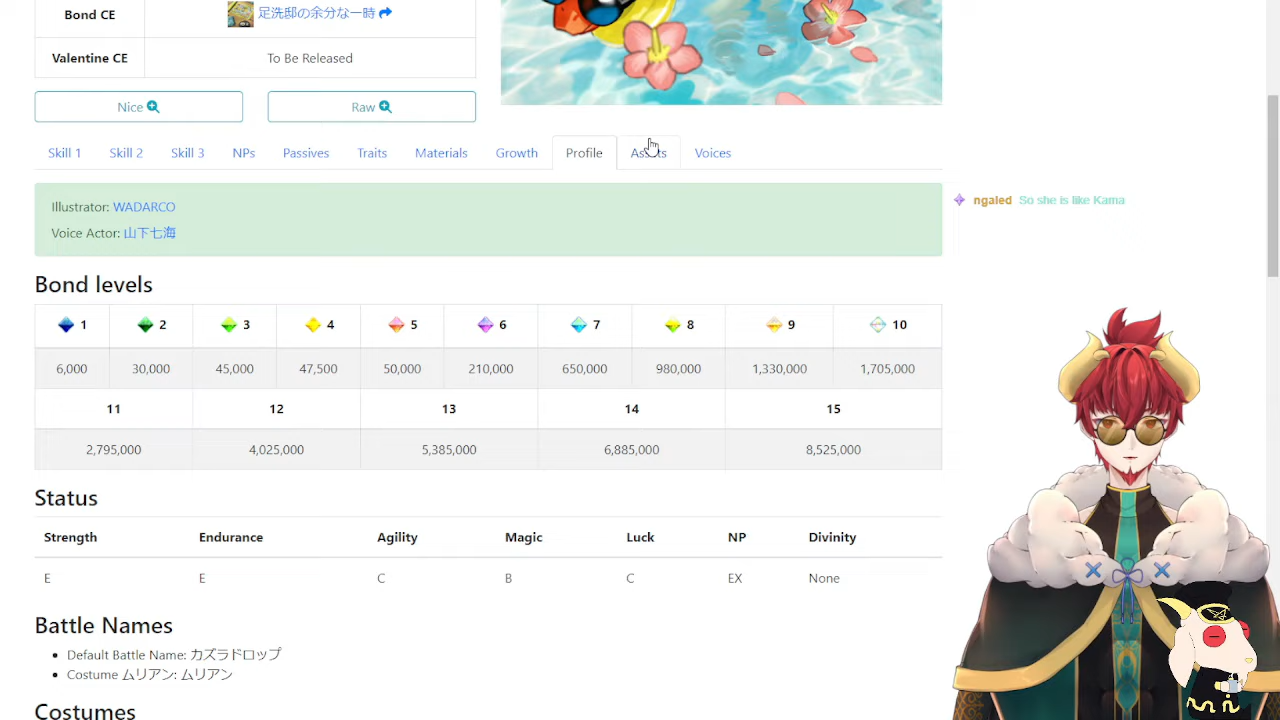 Bond CE 足洗邸の余分な一時
Valentine CE To Be Released
Nice Raw
Skill 1 Skill 2 Skill 3 NPs Passives Traits Materials Growth Profile Assets Voices
Illustrator: WADARCO
Voice Actor: 山下七海
ngaled So she is like Kama
Bond levels
1 2 3 4 5 6 7 8 9 10
6,000 30,000 45,000 47,500 50,000 210,000 650,000 980,000 1,330,000 1,705,000
11 12 13 14 15
2,795,000 4,025,000 5,385,000 6,885,000 8,525,000
Status
Strength Endurance Agility Magic Luck NP Divinity
E E C B C EX None
Battle Names
Default Battle Name: カズラドロップ
Costume ムリアン: ムリアン
Costumes